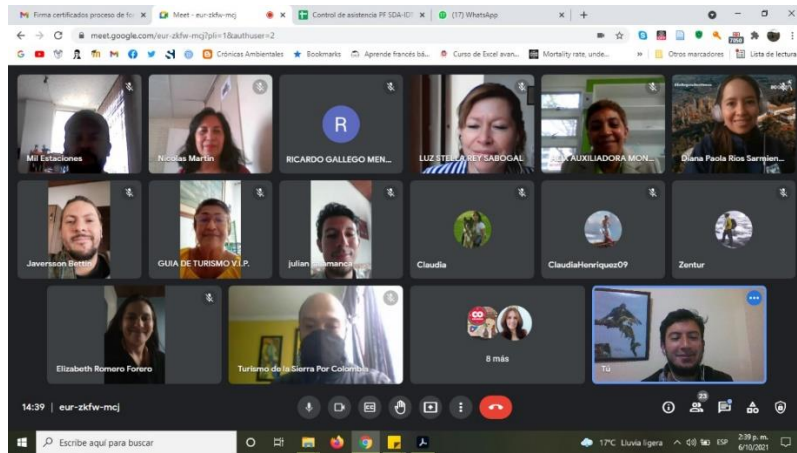 Firma certificados proceso de for
Meet - eur-zkfw-mcj
Control de asistencia PF SDA-IDT
(17) WhatsApp
meet.google.com/eur-zkfw-mcj?pli=1&authuser=2
Crónicas Ambientales
Bookmarks
Aprende francés bá...
Curso de Excel avan...
Mortality rate, unde...
Otros marcadores
Lista de lectura
Mil Estaciones
Nicolas Martin
R
RICARDO GALLEGO MEN...
LUZ STELLA REY SABOGAL
AUXILIADORA MON...
Diana Paola Rios Sarmien...
Javersson Bettin
GUIA DE TURISMO V.I.P.
julian salamanca
Claudia
ClaudiaHenriquez09
Zentur
Elizabeth Romero Forero
Turismo de la Sierra Por Colombia
8 más
Tú
14:39 | eur-zkfw-mcj
23
Escribe aquí para buscar
17°C Lluvia ligera
ESP
2:39 p. m.
6/10/2021